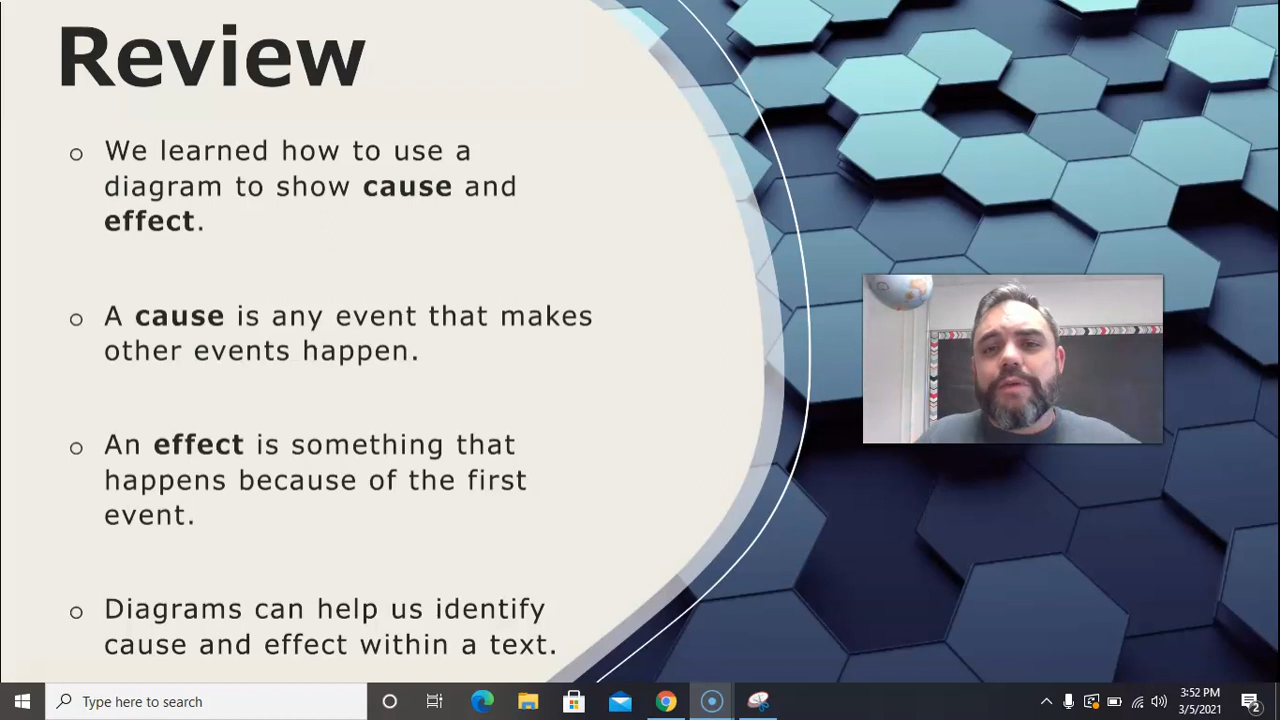 Review
We learned how to use a
diagram to show cause and
effect.
A cause is any event that makes
other events happen.
An effect is something that
happens because of the first
event.
Diagrams can help us identify
cause and effect within a text.
Type here to search
3:52 PM
3/5/2021
2